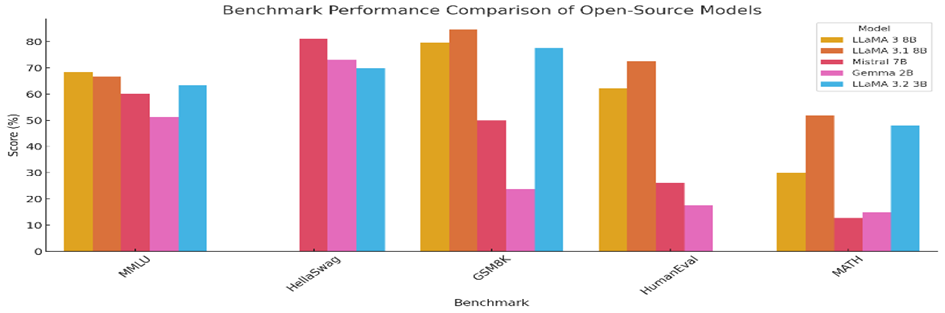 Benchmark Performance Comparison of Open-Source Models
Model
LLaMA 3 8B
LLaMA 3.1 8B
Mistral 7B
Gemma 2B
LLaMA 3.2 3B
Score (%)
80
70
60
50
40
30
20
10
0
MMLU
HellaSwag
GSM8K
HumanEval
MATH
Benchmark